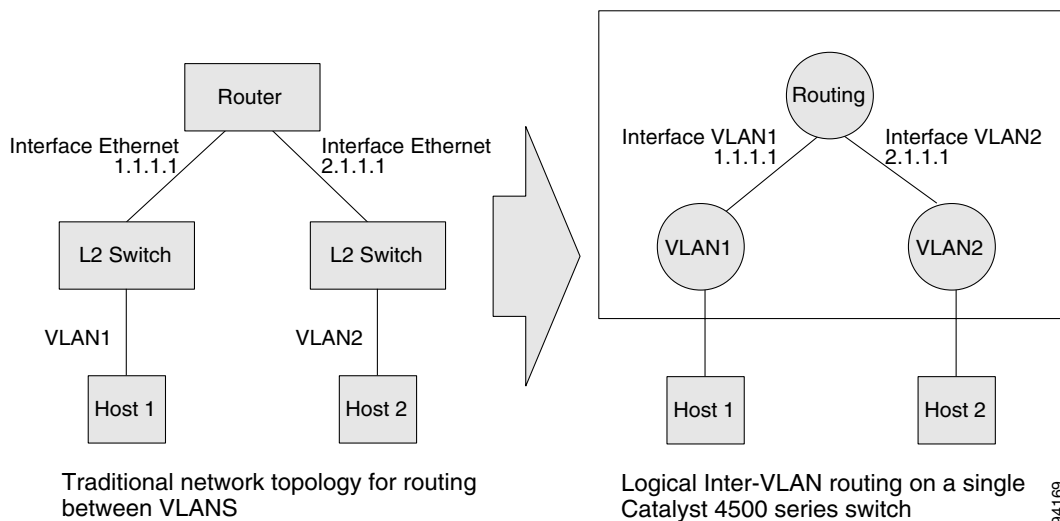 Router
Interface Ethernet
1.1.1.1
Interface Ethernet
2.1.1.1
L2 Switch
L2 Switch
VLAN1
VLAN2
Host 1
Host 2
Traditional network topology for routing
between VLANS
Routing
Interface VLAN1
1.1.1.1
Interface VLAN2
2.1.1.1
VLAN1
VLAN2
Host 1
Host 2
Logical Inter-VLAN routing on a single
Catalyst 4500 series switch
94169